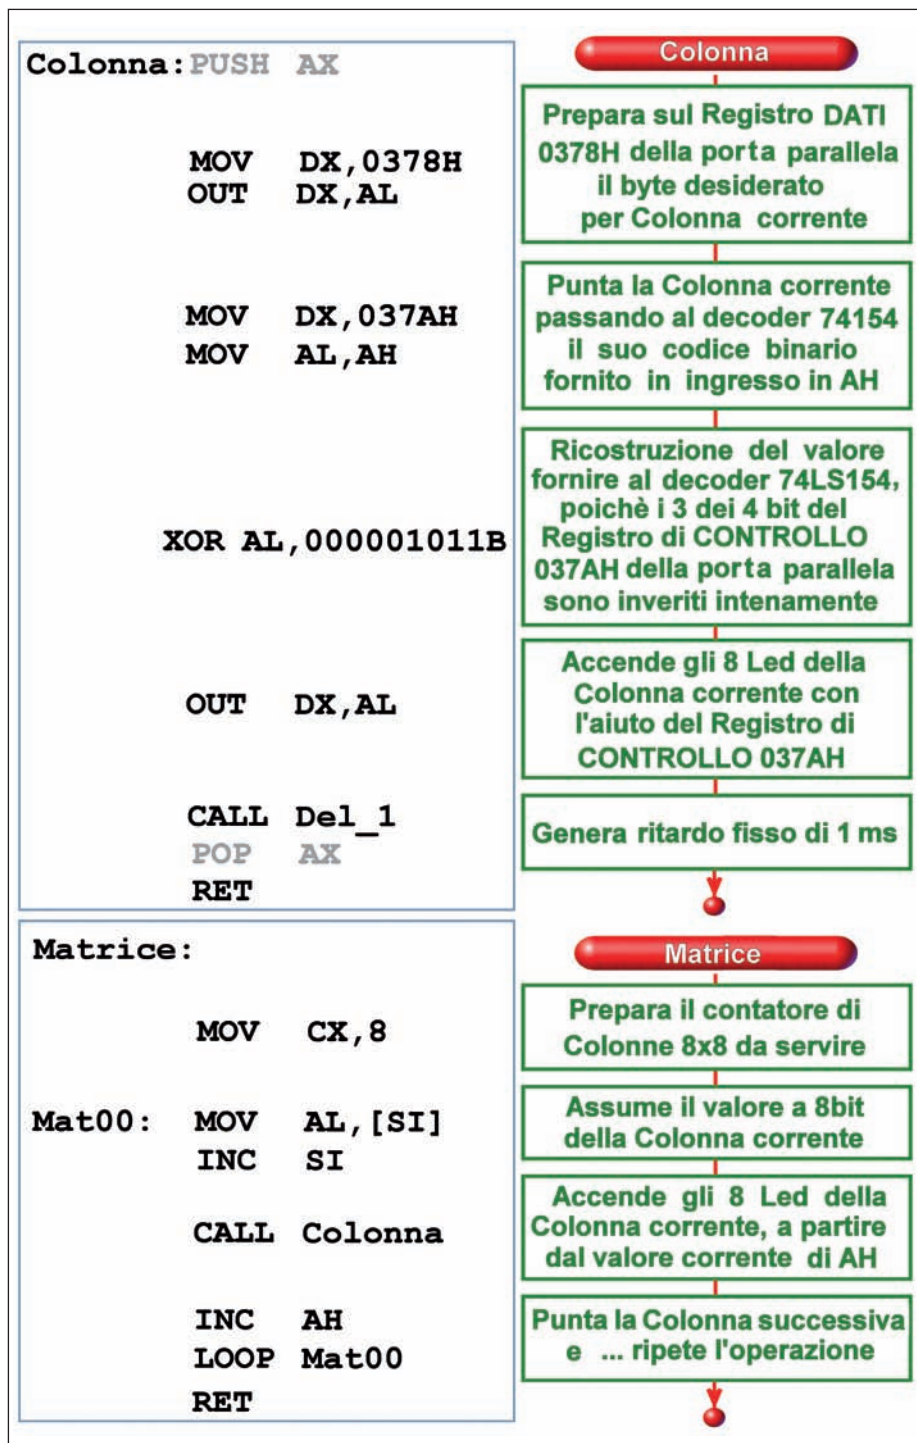 Colonna: PUSH AX
MOV DX,0378H
OUT DX,AL
MOV DX,037AH
MOV AL,AH
XOR AL,000001011B
OUT DX,AL
CALL Del_1
POP AX
RET
Colonna
Prepara sul Registro DATI
0378H della porta parallela
il byte desiderato
per Colonna corrente
Punta la Colonna corrente
passando al decoder 74154
il suo codice binario
fornito in ingresso in AH
Ricostruzione del valore
fornire al decoder 74LS154,
poichè i 3 dei 4 bit del
Registro di CONTROLLO
037AH della porta parallela
sono inveriti intenamente
Accende gli 8 Led della
Colonna corrente con
l'aiuto del Registro di
CONTROLLO 037AH
Genera ritardo fisso di 1 ms
Matrice:
MOV CX,8
Mat00: MOV AL,[SI]
INC SI
CALL Colonna
INC AH
LOOP Mat00
RET
Matrice
Prepara il contatore di
Colonne 8x8 da servire
Assume il valore a 8bit
della Colonna corrente
Accende gli 8 Led della
Colonna corrente, a partire
dal valore corrente di AH
Punta la Colonna successiva
e ... ripete l'operazione